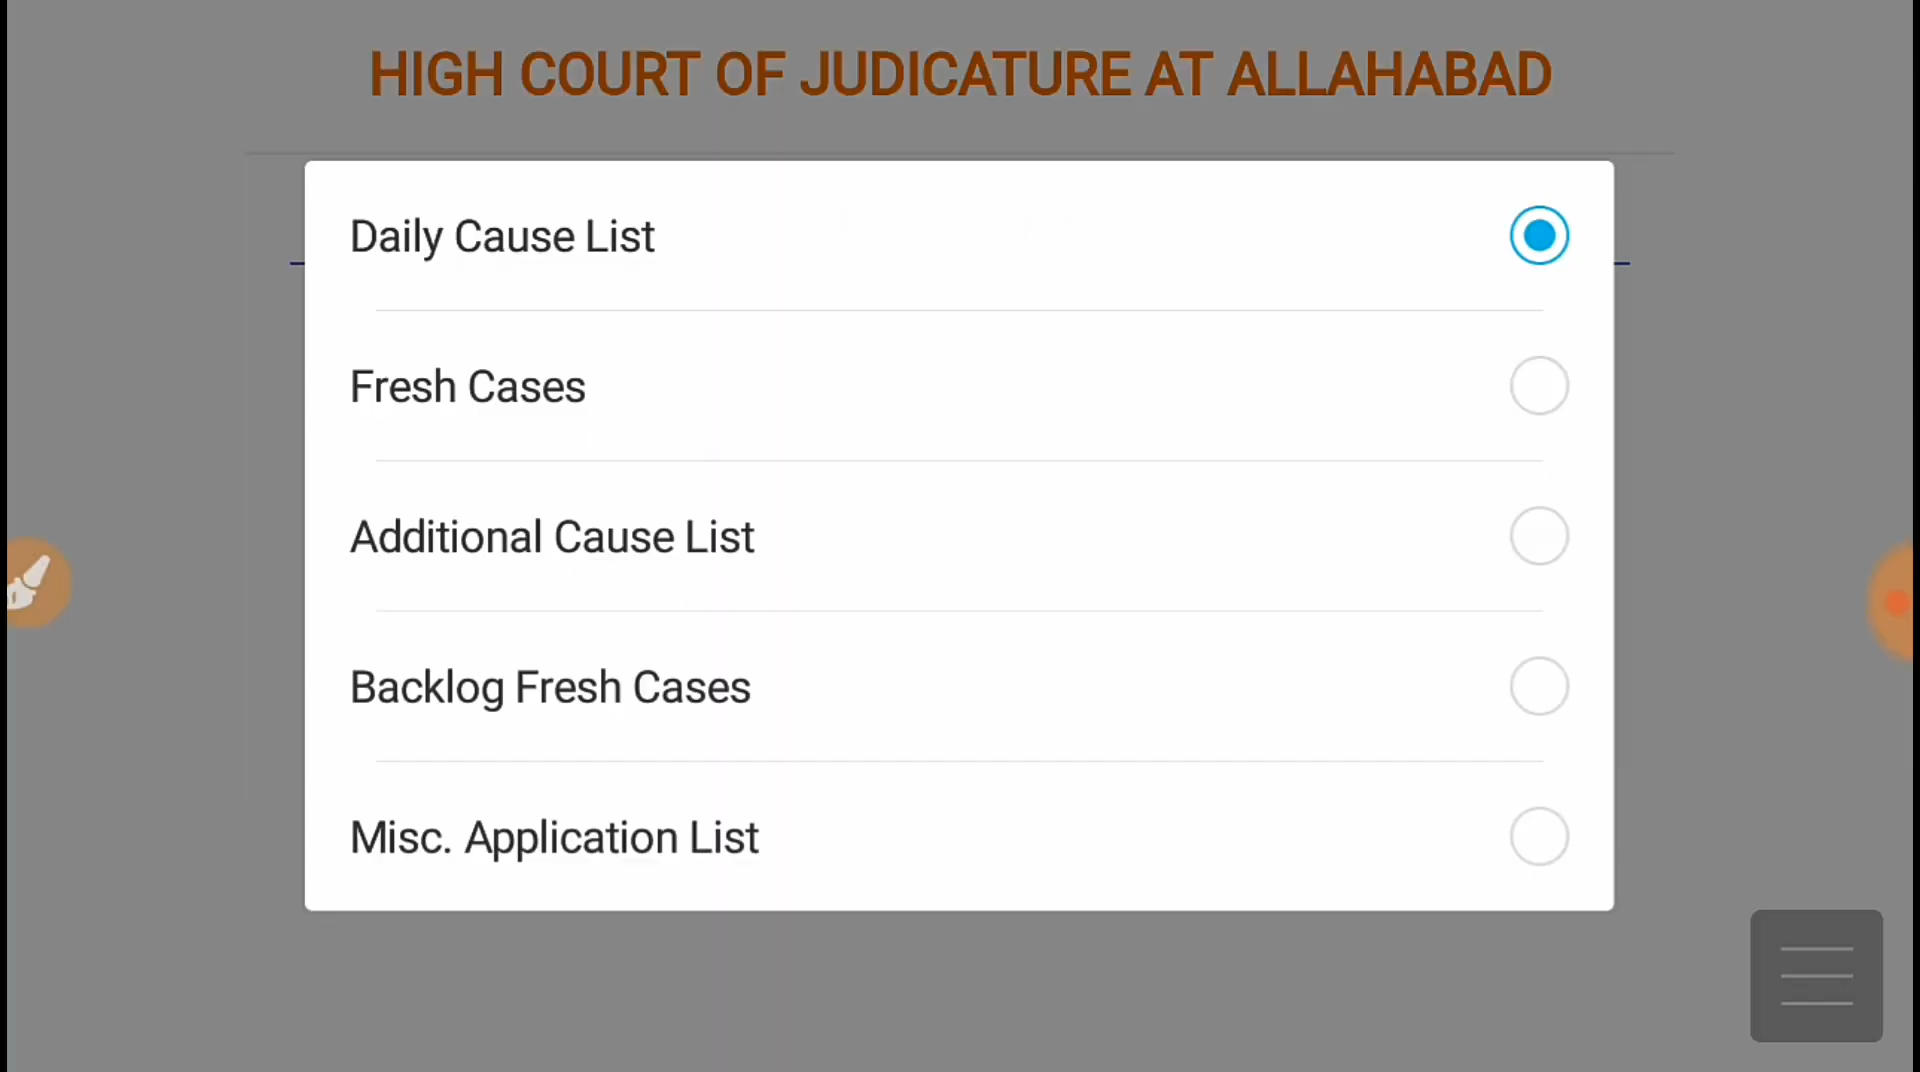 HIGH COURT OF JUDICATURE AT ALLAHABAD
Daily Cause List
Fresh Cases
Additional Cause List
Backlog Fresh Cases
Misc. Application List